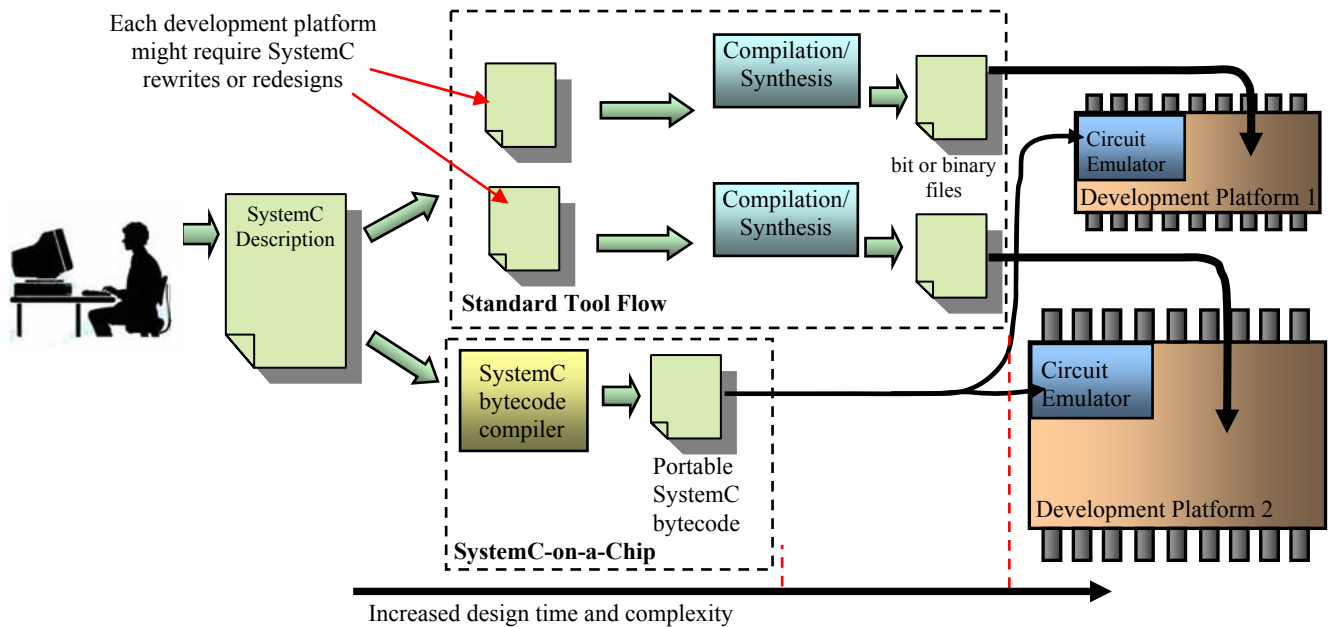 Each development platform
might require SystemC
rewrites or redesigns
Compilation/
Synthesis
bit or binary
files
Circuit
Emulator
Development Platform 1
SystemC
Description
Compilation/
Synthesis
Standard Tool Flow
SystemC
bytecode
compiler
Portable
SystemC
bytecode
SystemC-on-a-Chip
Circuit
Emulator
Development Platform 2
Increased design time and complexity